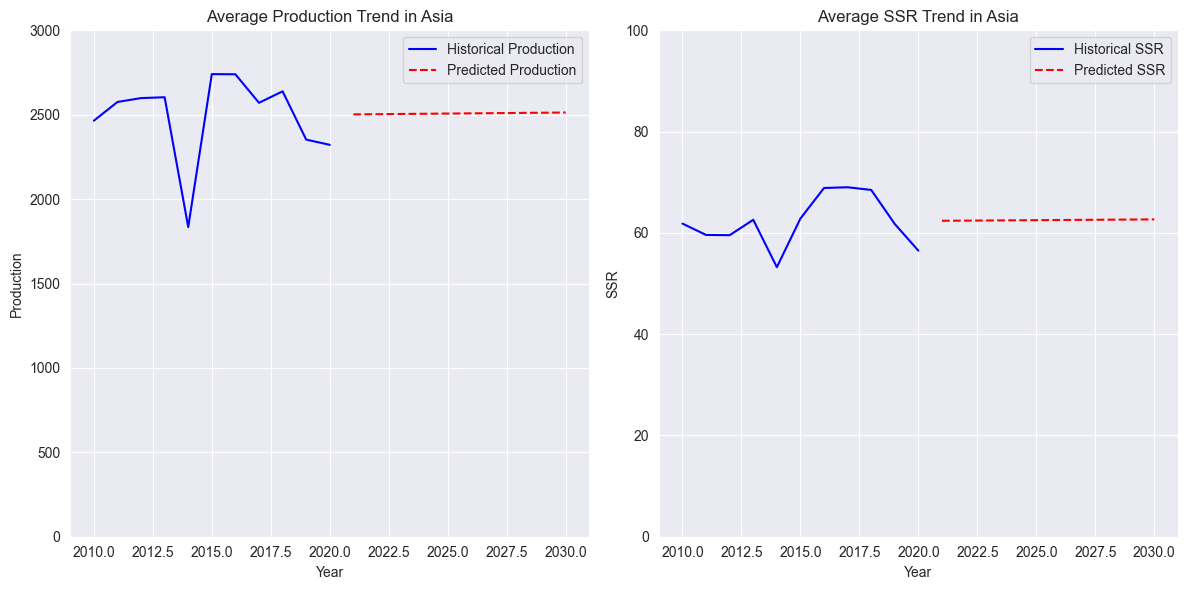 Average Production Trend in Asia
Historical Production
Predicted Production
3000
2500
2000
1500
1000
500
0
Production
2010.0 2012.5 2015.0 2017.5 2020.0 2022.5 2025.0 2027.5 2030.0
Year
Average SSR Trend in Asia
Historical SSR
Predicted SSR
100
80
60
40
20
0
SSR
2010.0 2012.5 2015.0 2017.5 2020.0 2022.5 2025.0 2027.5 2030.0
Year